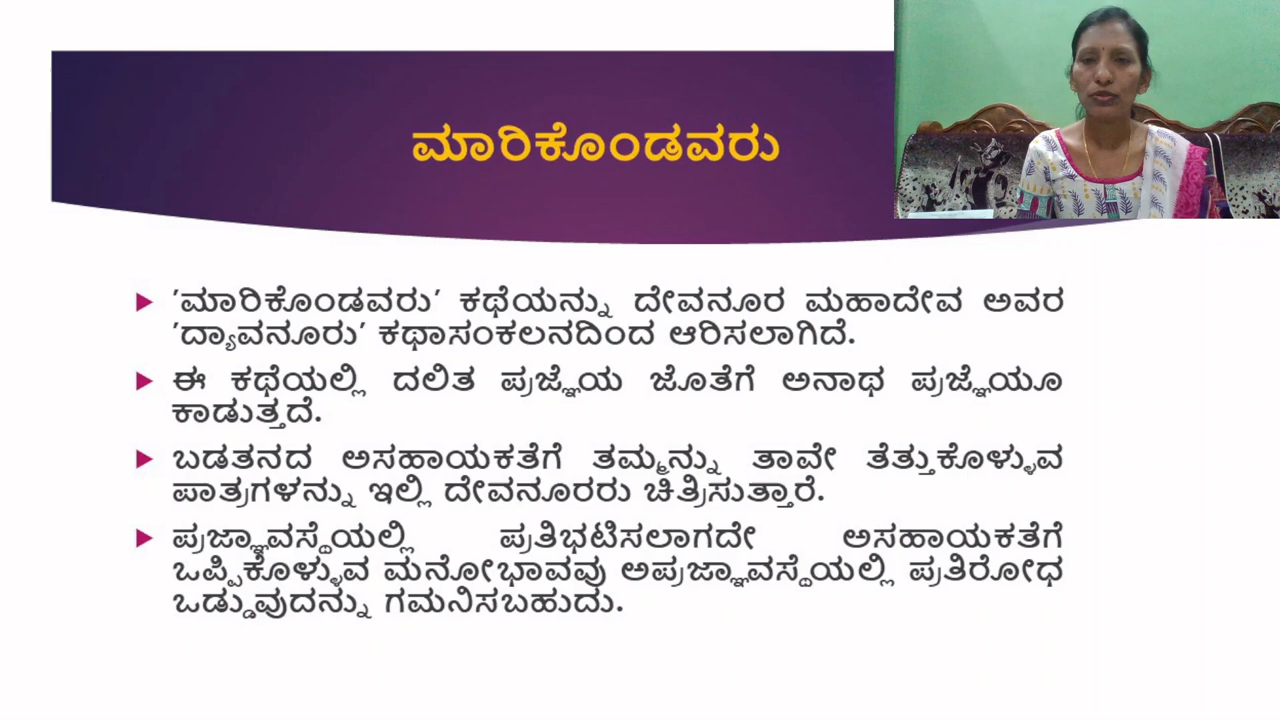 ಮಾರಿಕೊಂಡವರು
’ಮಾರಿಕೊಂಡವರು’ ಕಥೆಯನ್ನು ದೇವನೂರ ಮಹಾದೇವ ಅವರ
’ದ್ಯಾವನೂರು’ ಕಥಾಸಂಕಲನದಿಂದ ಆರಿಸಲಾಗಿದೆ.
ಈ ಕಥೆಯಲ್ಲಿ ದಲಿತ ಪ್ರಜ್ಞೆಯ ಜೊತೆಗೆ ಅನಾಥ ಪ್ರಜ್ಞೆಯೂ
ಕಾಡುತ್ತದೆ.
ಬಡತನದ ಅಸಹಾಯಕತೆಗೆ ತಮ್ಮನ್ನು ತಾವೇ ತೆತ್ತುಕೊಳ್ಳುವ
ಪಾತ್ರಗಳನ್ನು ಇಲ್ಲಿ ದೇವನೂರರು ಚಿತ್ರಿಸುತ್ತಾರೆ.
ಪ್ರಜ್ಞಾವಸ್ಥೆಯಲ್ಲಿ ಪ್ರತಿಭಟಿಸಲಾಗದೇ ಅಸಹಾಯಕತೆಗೆ
ಒಪ್ಪಿಕೊಳ್ಳುವ ಮನೋಭಾವವು ಅಪ್ರಜ್ಞಾವಸ್ಥೆಯಲ್ಲಿ ಪ್ರತಿರೋಧ
ಒಡ್ಡುವುದನ್ನು ಗಮನಿಸಬಹುದು.